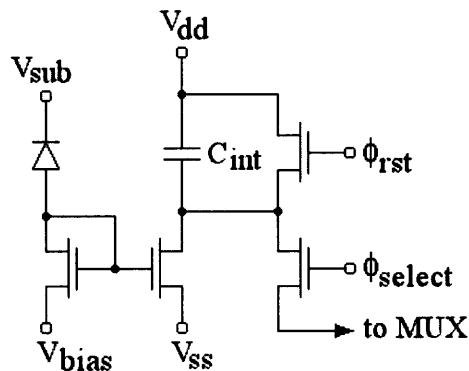 Vdd
Vsub
Cint
ϕrst
ϕselect
to MUX
Vbias
Vss